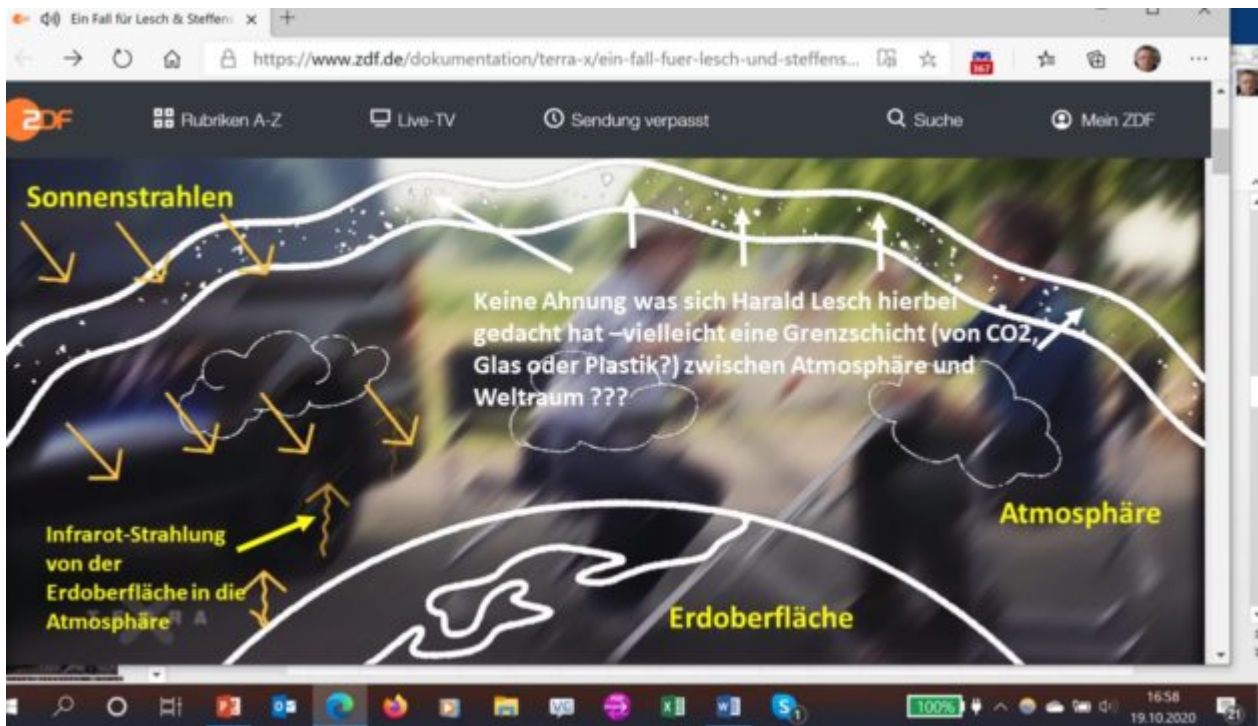 Ein Fall für Lesch & Steffens
https://www.zdf.de/dokumentation/terra-x/ein-fall-fuer-lesch-und-steffens...
367
ZDF
Rubriken A-Z
Live-TV
Sendung verpasst
Suche
Mein ZDF
Sonnenstrahlen
Keine Ahnung was sich Harald Lesch hierbei
gedacht hat –vielleicht eine Grenzschicht (von CO2,
Glas oder Plastik?) zwischen Atmosphäre und
Weltraum ???
Infrarot-Strahlung
von der
Erdoberfläche in die
Atmosphäre
Atmosphäre
Erdoberfläche
100%
16:58
19.10.2020
21